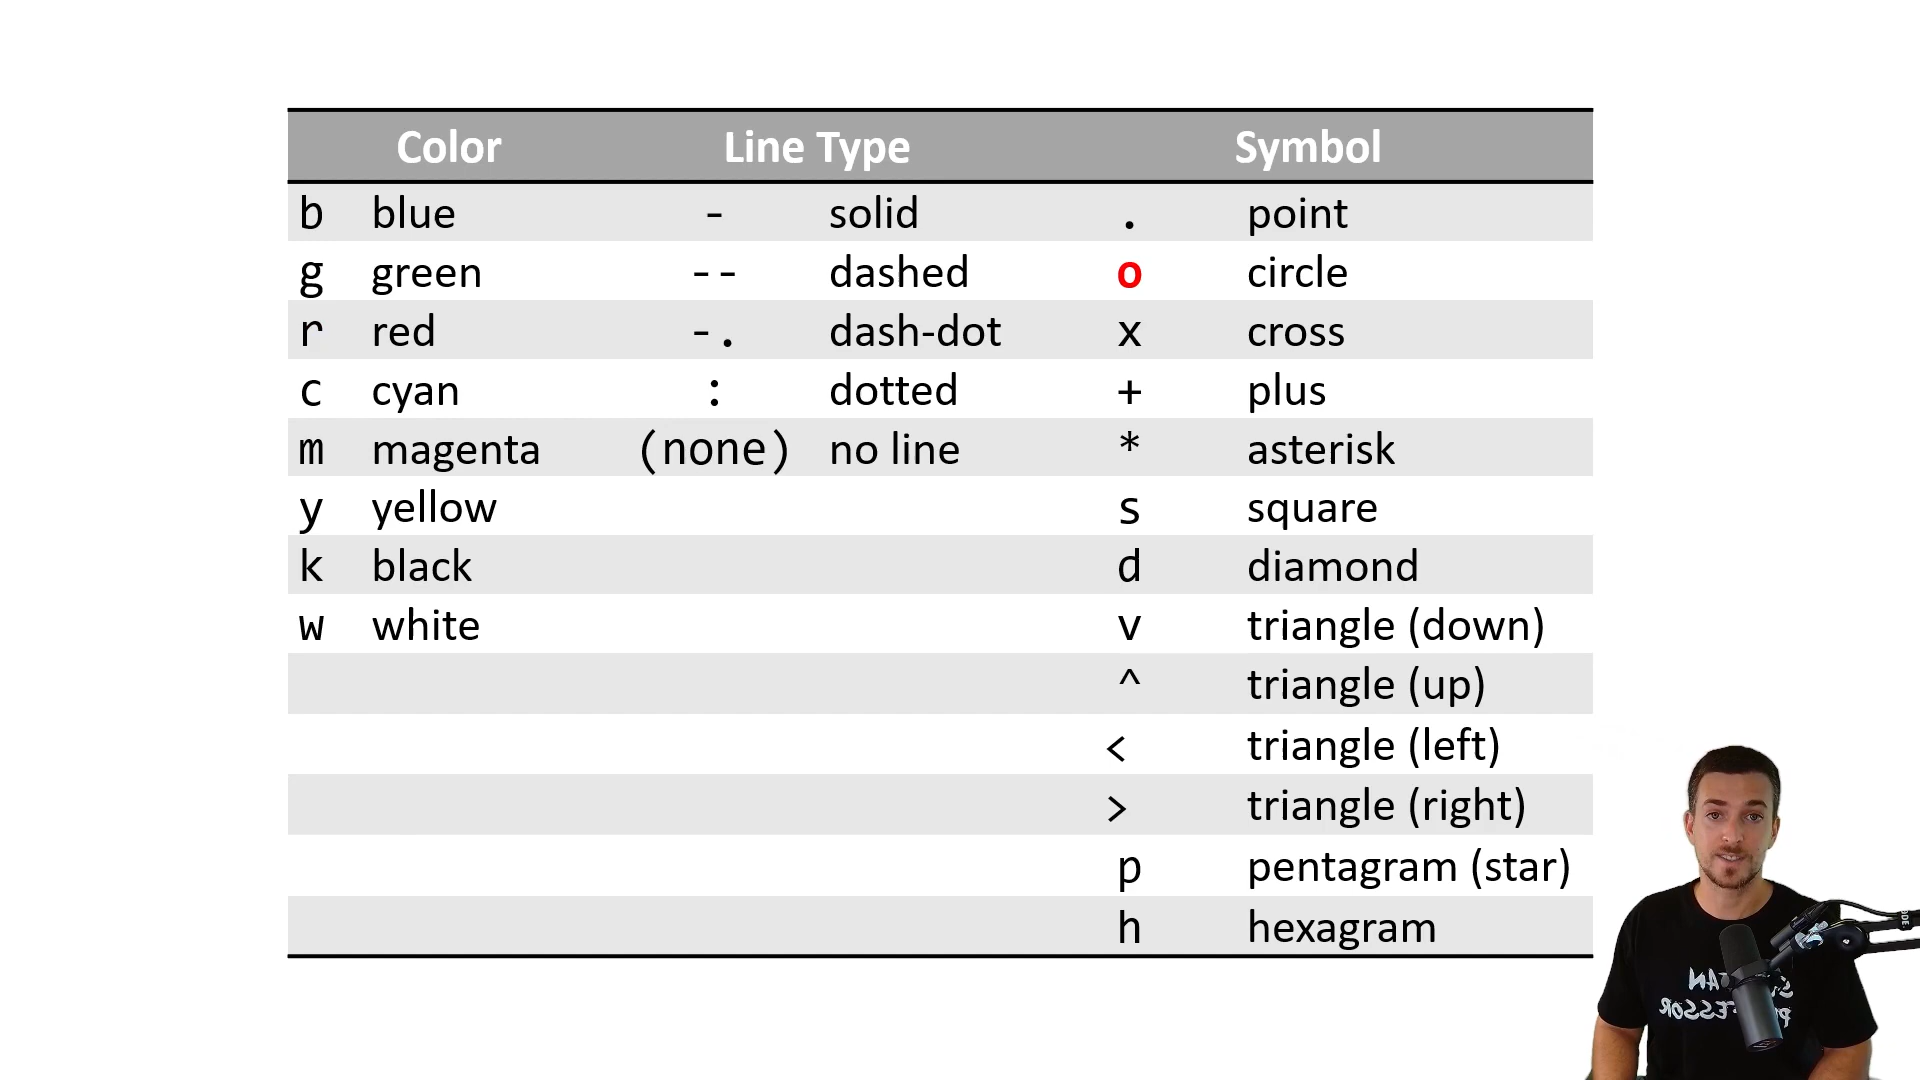 Color Line Type Symbol
b blue - solid . point
g green -- dashed o circle
r red -. dash-dot x cross
c cyan : dotted + plus
m magenta (none) no line * asterisk
y yellow s square
k black d diamond
w white v triangle (down)
^ triangle (up)
< triangle (left)
> triangle (right)
p pentagram (star)
h hexagram